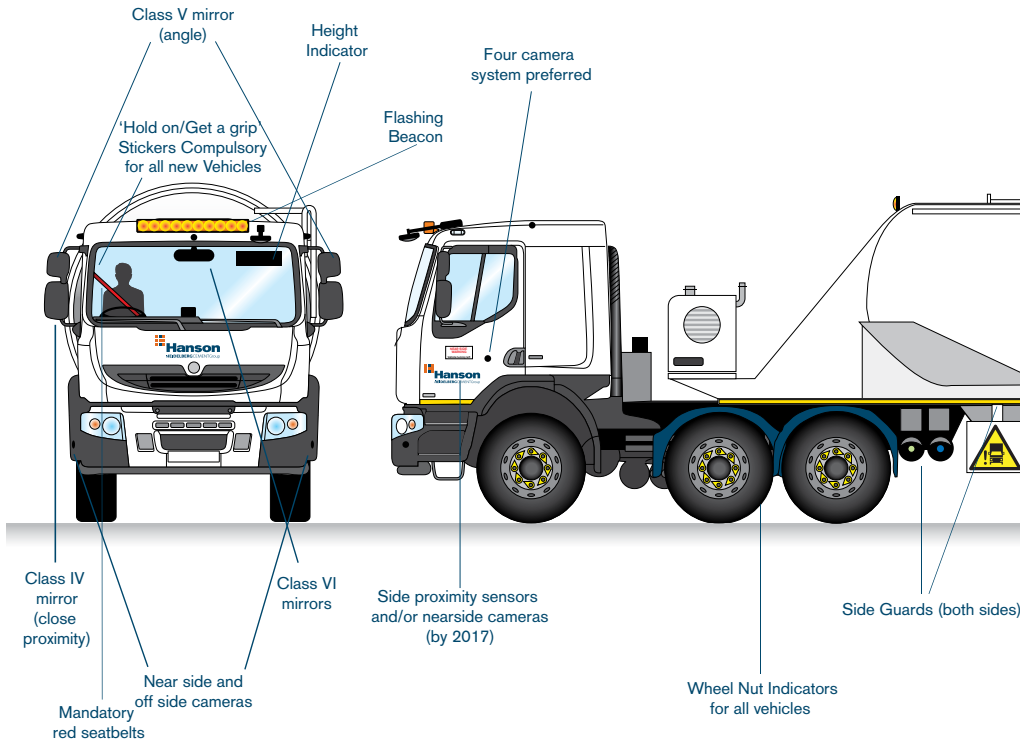 Class V mirror
(angle)
Height
Indicator
Four camera
system preferred
'Hold on/Get a grip'
Stickers Compulsory
for all new Vehicles
Flashing
Beacon
Hanson
HEIDELBERGCEMENTGroup
Hanson
HEIDELBERGCEMENTGroup
Class IV
mirror
(close
proximity)
Class VI
mirrors
Side proximity sensors
and/or nearside cameras
(by 2017)
Side Guards (both sides)
Near side and
off side cameras
Mandatory
red seatbelts
Wheel Nut Indicators
for all vehicles